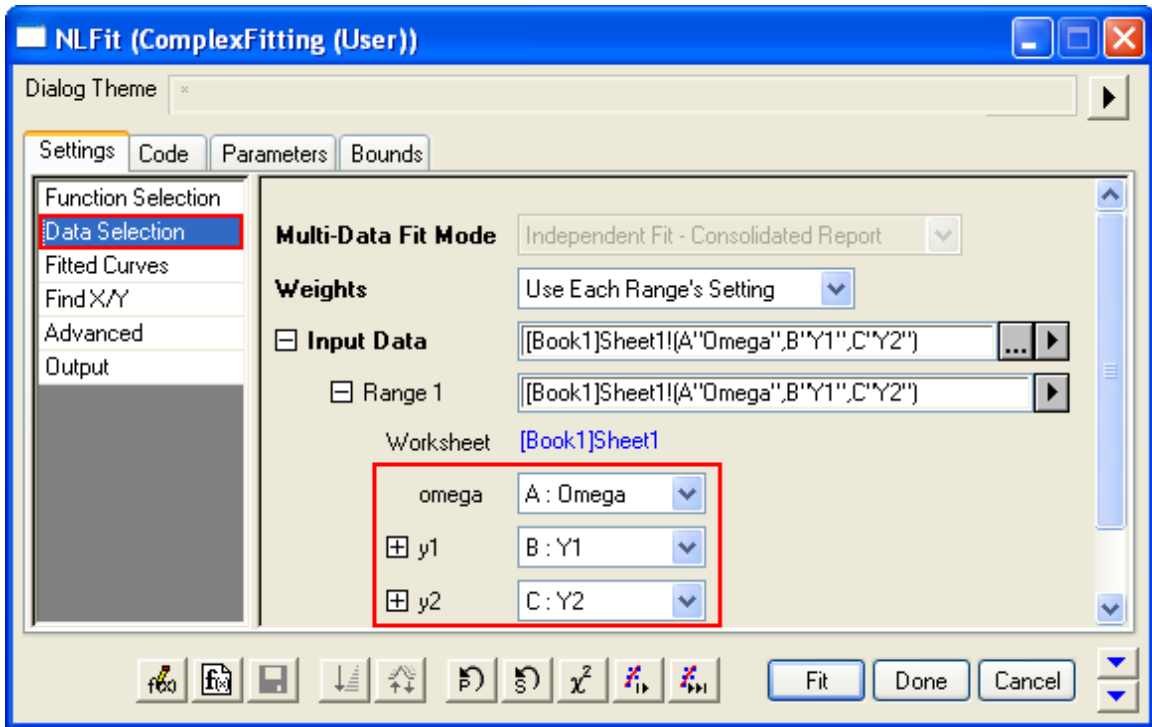 NLFit (ComplexFitting (User))
Dialog Theme *
Settings Code Parameters Bounds
Function Selection
Data Selection
Fitted Curves
Find X/Y
Advanced
Output
Multi-Data Fit Mode Independent Fit - Consolidated Report
Weights Use Each Range's Setting
Input Data [Book1]Sheet1!(A"Omega",B"Y1",C"Y2") ...
Range 1 [Book1]Sheet1!(A"Omega",B"Y1",C"Y2")
Worksheet [Book1]Sheet1
omega A : Omega
y1 B : Y1
y2 C : Y2
P S χ² Fit Done Cancel